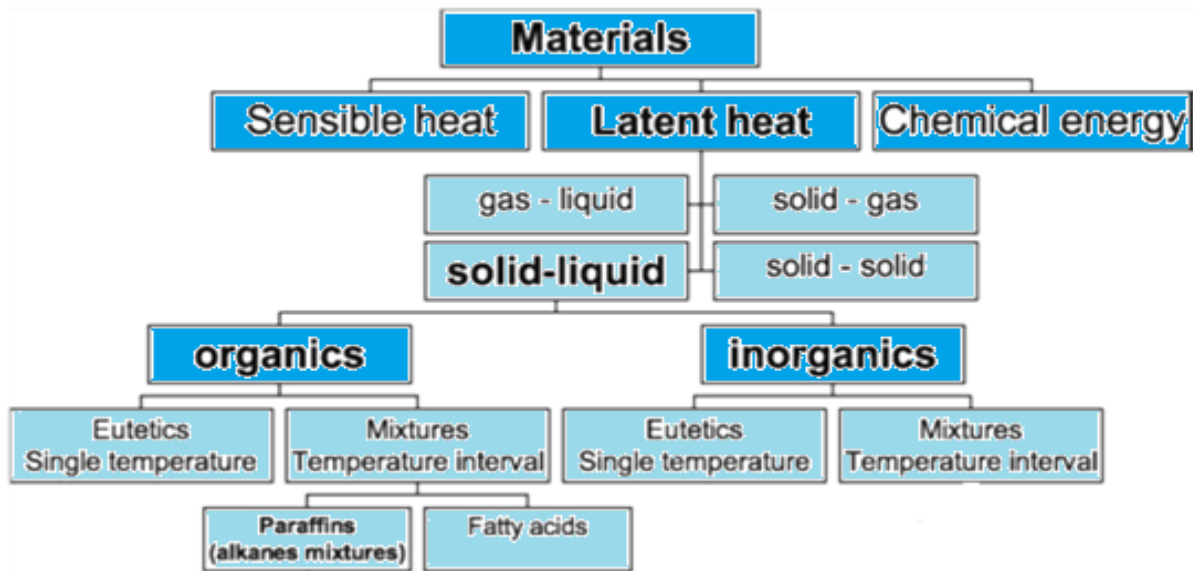 Materials
Sensible heat
Latent heat
Chemical energy
gas - liquid
solid - gas
solid-liquid
solid - solid
organics
inorganics
Eutetics
Single temperature
Mixtures
Temperature interval
Eutetics
Single temperature
Mixtures
Temperature interval
Paraffins
(alkanes mixtures)
Fatty acids